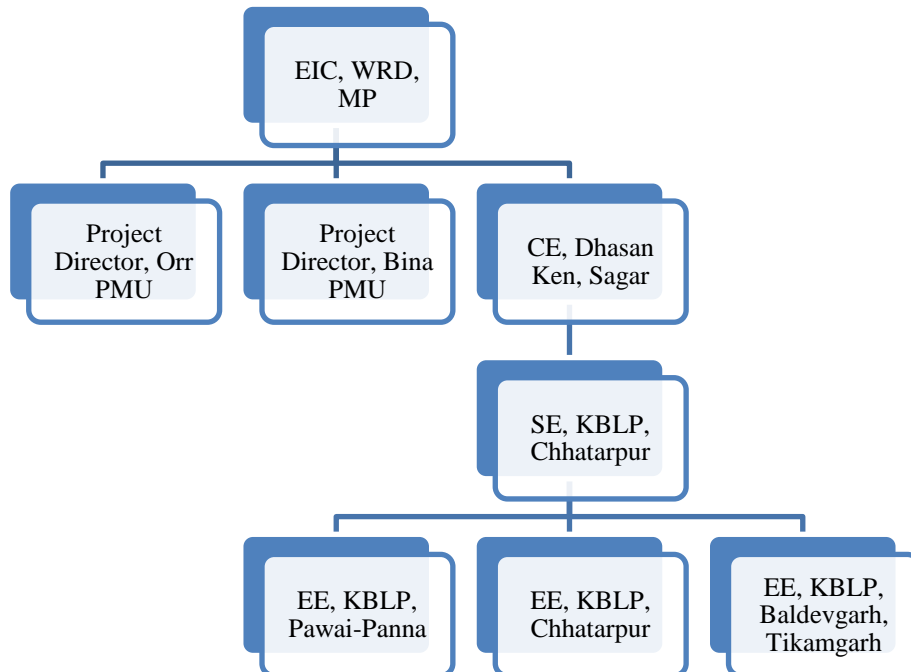 EIC, WRD,
MP
Project
Director, Orr
PMU
Project
Director, Bina
PMU
CE, Dhasan
Ken, Sagar
SE, KBLP,
Chhatarpur
EE, KBLP,
Pawai-Panna
EE, KBLP,
Chhatarpur
EE, KBLP,
Baldevgarh,
Tikamgarh